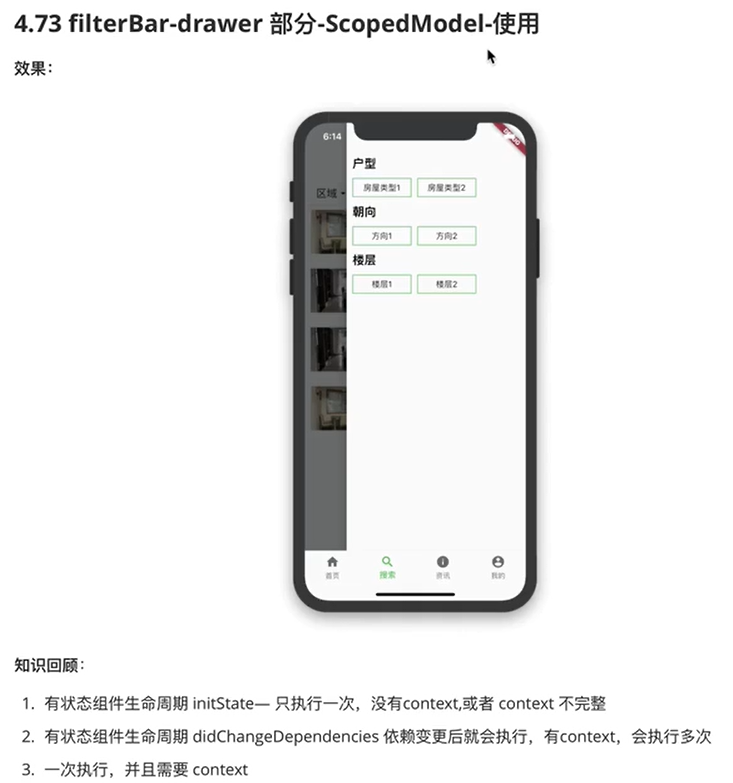 4.73 filterBar-drawer 部分-ScopedModel-使用
效果：
6:14
户型
区域
房屋类型1 房屋类型2
朝向
方向1 方向2
楼层
楼层1 楼层2
首页 搜索 资讯 我的
知识回顾：
1. 有状态组件生命周期 initState— 只执行一次，没有context,或者 context 不完整
2. 有状态组件生命周期 didChangeDependencies 依赖变更后就会执行，有context，会执行多次
3. 一次执行，并且需要 context